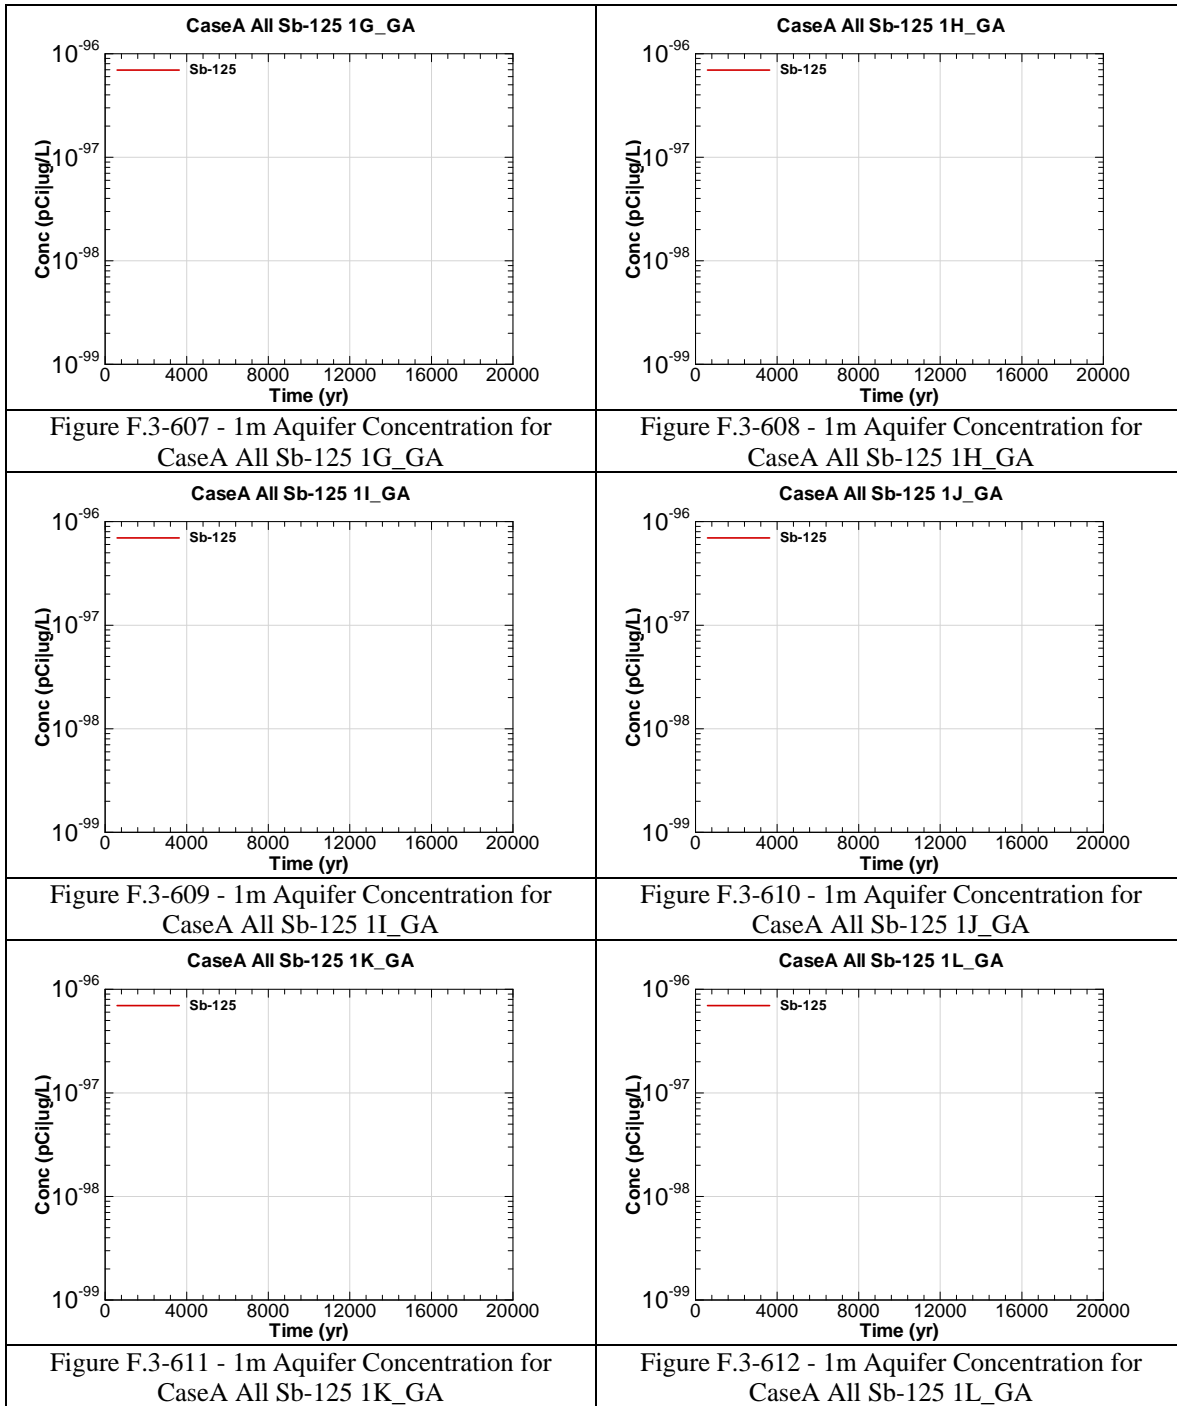 CaseA All Sb-125 1G_GA
10^-96
Sb-125
10^-97
10^-98
10^-99
Conc (pCi|ug/L)
0 4000 8000 12000 16000 20000
Time (yr)
Figure F.3-607 - 1m Aquifer Concentration for
CaseA All Sb-125 1G_GA
CaseA All Sb-125 1H_GA
10^-96
Sb-125
10^-97
10^-98
10^-99
Conc (pCi|ug/L)
0 4000 8000 12000 16000 20000
Time (yr)
Figure F.3-608 - 1m Aquifer Concentration for
CaseA All Sb-125 1H_GA
CaseA All Sb-125 1I_GA
10^-96
Sb-125
10^-97
10^-98
10^-99
Conc (pCi|ug/L)
0 4000 8000 12000 16000 20000
Time (yr)
Figure F.3-609 - 1m Aquifer Concentration for
CaseA All Sb-125 1I_GA
CaseA All Sb-125 1J_GA
10^-96
Sb-125
10^-97
10^-98
10^-99
Conc (pCi|ug/L)
0 4000 8000 12000 16000 20000
Time (yr)
Figure F.3-610 - 1m Aquifer Concentration for
CaseA All Sb-125 1J_GA
CaseA All Sb-125 1K_GA
10^-96
Sb-125
10^-97
10^-98
10^-99
Conc (pCi|ug/L)
0 4000 8000 12000 16000 20000
Time (yr)
Figure F.3-611 - 1m Aquifer Concentration for
CaseA All Sb-125 1K_GA
CaseA All Sb-125 1L_GA
10^-96
Sb-125
10^-97
10^-98
10^-99
Conc (pCi|ug/L)
0 4000 8000 12000 16000 20000
Time (yr)
Figure F.3-612 - 1m Aquifer Concentration for
CaseA All Sb-125 1L_GA